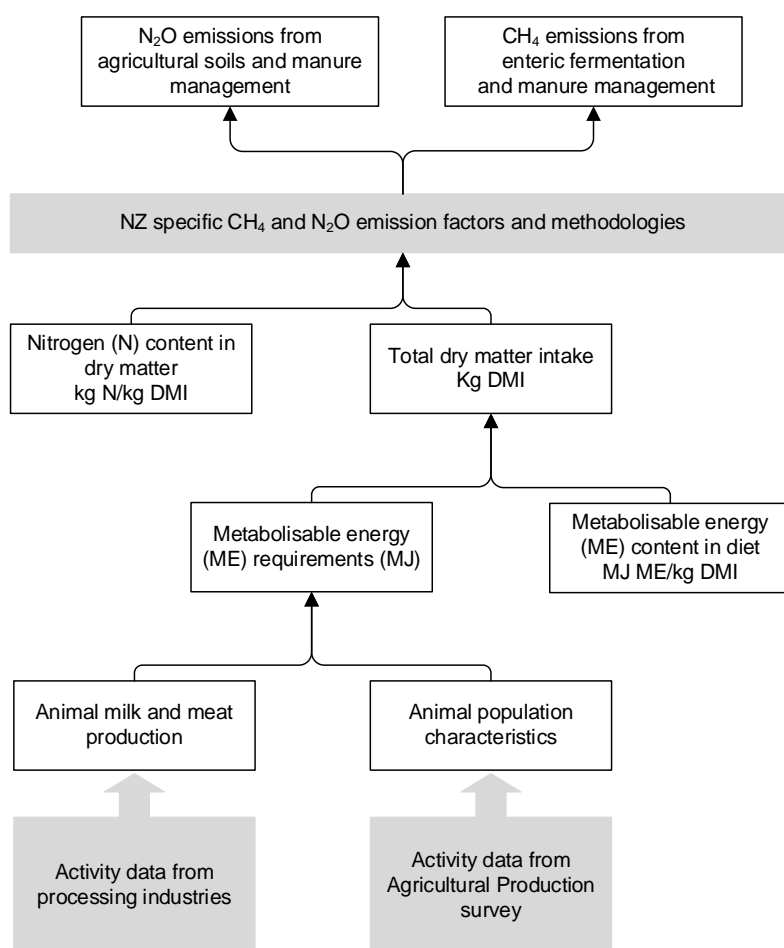 N₂O emissions from
agricultural soils and manure
management
CH₄ emissions from
enteric fermentation
and manure management
NZ specific CH₄ and N₂O emission factors and methodologies
Nitrogen (N) content in
dry matter
kg N/kg DMI
Total dry matter intake
Kg DMI
Metabolisable energy
(ME) requirements (MJ)
Metabolisable energy
(ME) content in diet
MJ ME/kg DMI
Animal milk and meat
production
Animal population
characteristics
Activity data from
processing industries
Activity data from
Agricultural Production
survey